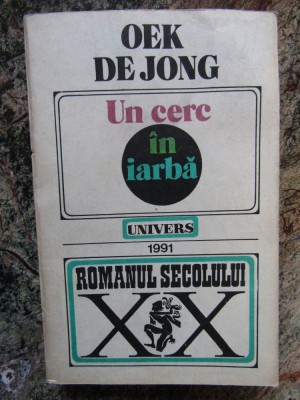 OEK
DE JONG
Un cerc
în
iarbă
UNIVERS
1991
ROMANUL SECOLULUI
XX